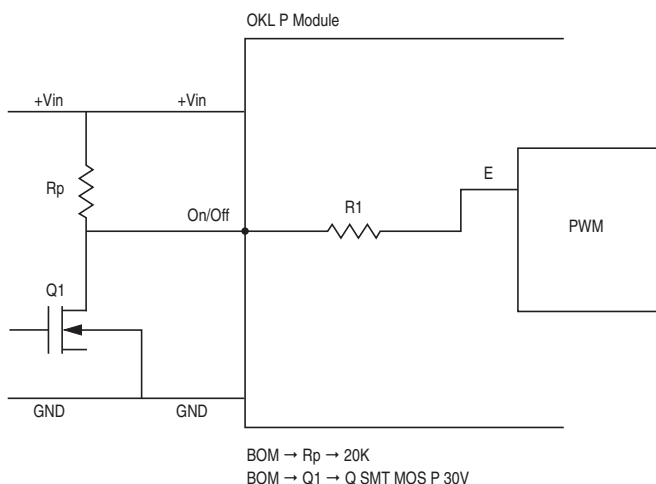 OKL P Module
+Vin +Vin
Rp
E
R1
On/Off
PWM
Q1
GND GND
BOM → Rp → 20K
BOM → Q1 → Q SMT MOS P 30V